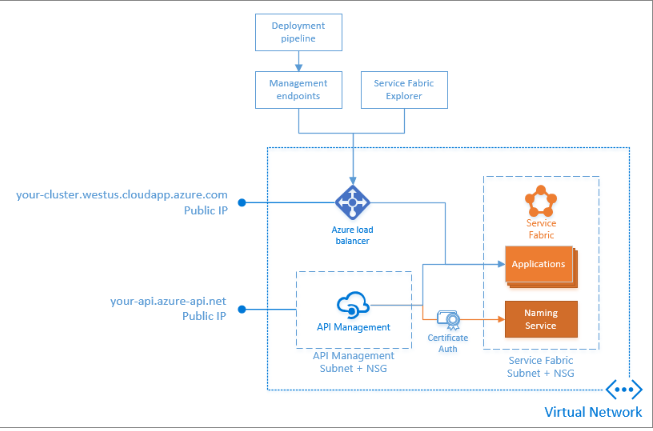 Deployment
pipeline
Management
endpoints
Service Fabric
Explorer
your-cluster.westus.cloudapp.azure.com
Public IP
Azure load
balancer
Service
Fabric
Applications
your-api.azure-api.net
Public IP
API Management
Naming
Service
Certificate
Auth
API Management
Subnet + NSG
Service Fabric
Subnet + NSG
Virtual Network